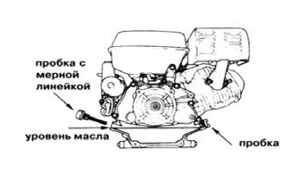 пробка с
мерной
линейкой
уровень масла
пробка